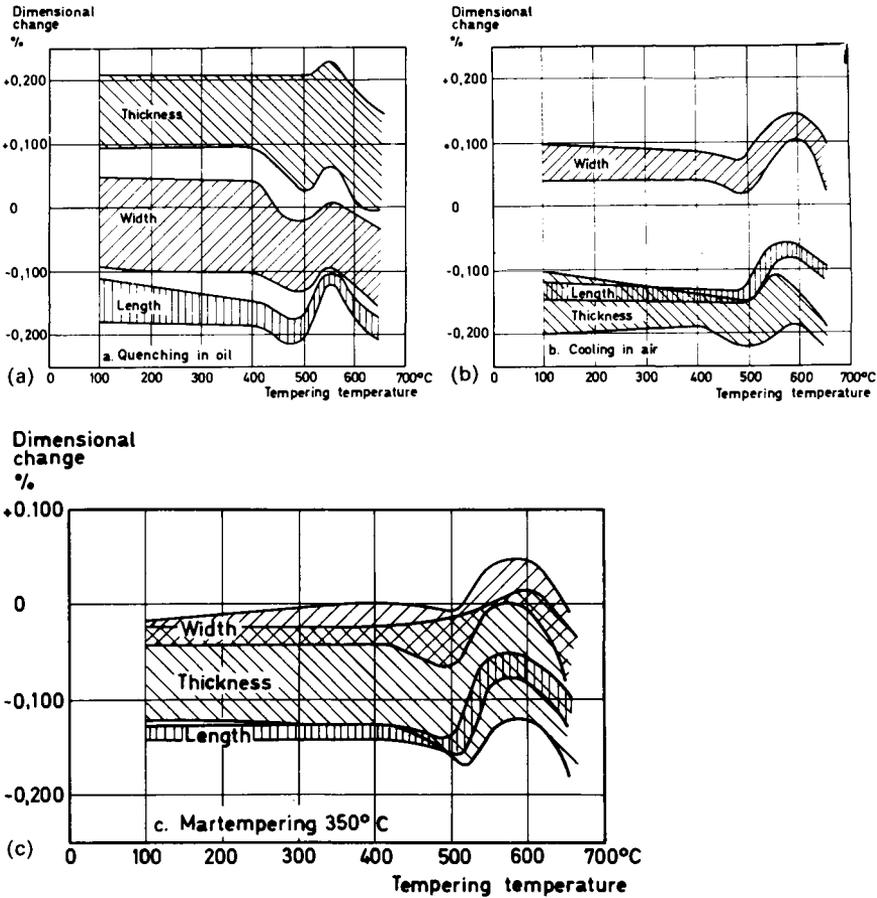 Dimensional
change
%
+0,200
+0,100
0
-0,100
-0,200
Thickness
Width
Length
a. Quenching in oil
(a)
0 100 200 300 400 500 600 700°C
Tempering temperature
Dimensional
change
%
+0,200
+0,100
0
-0,100
-0,200
Width
Length
Thickness
b. Cooling in air
(b)
0 100 200 300 400 500 600 700°C
Tempering temperature
Dimensional
change
%
+0.100
0
-0,100
-0,200
Width
Thickness
Length
c. Martempering 350°C
(c)
0 100 200 300 400 500 600 700°C
Tempering temperature